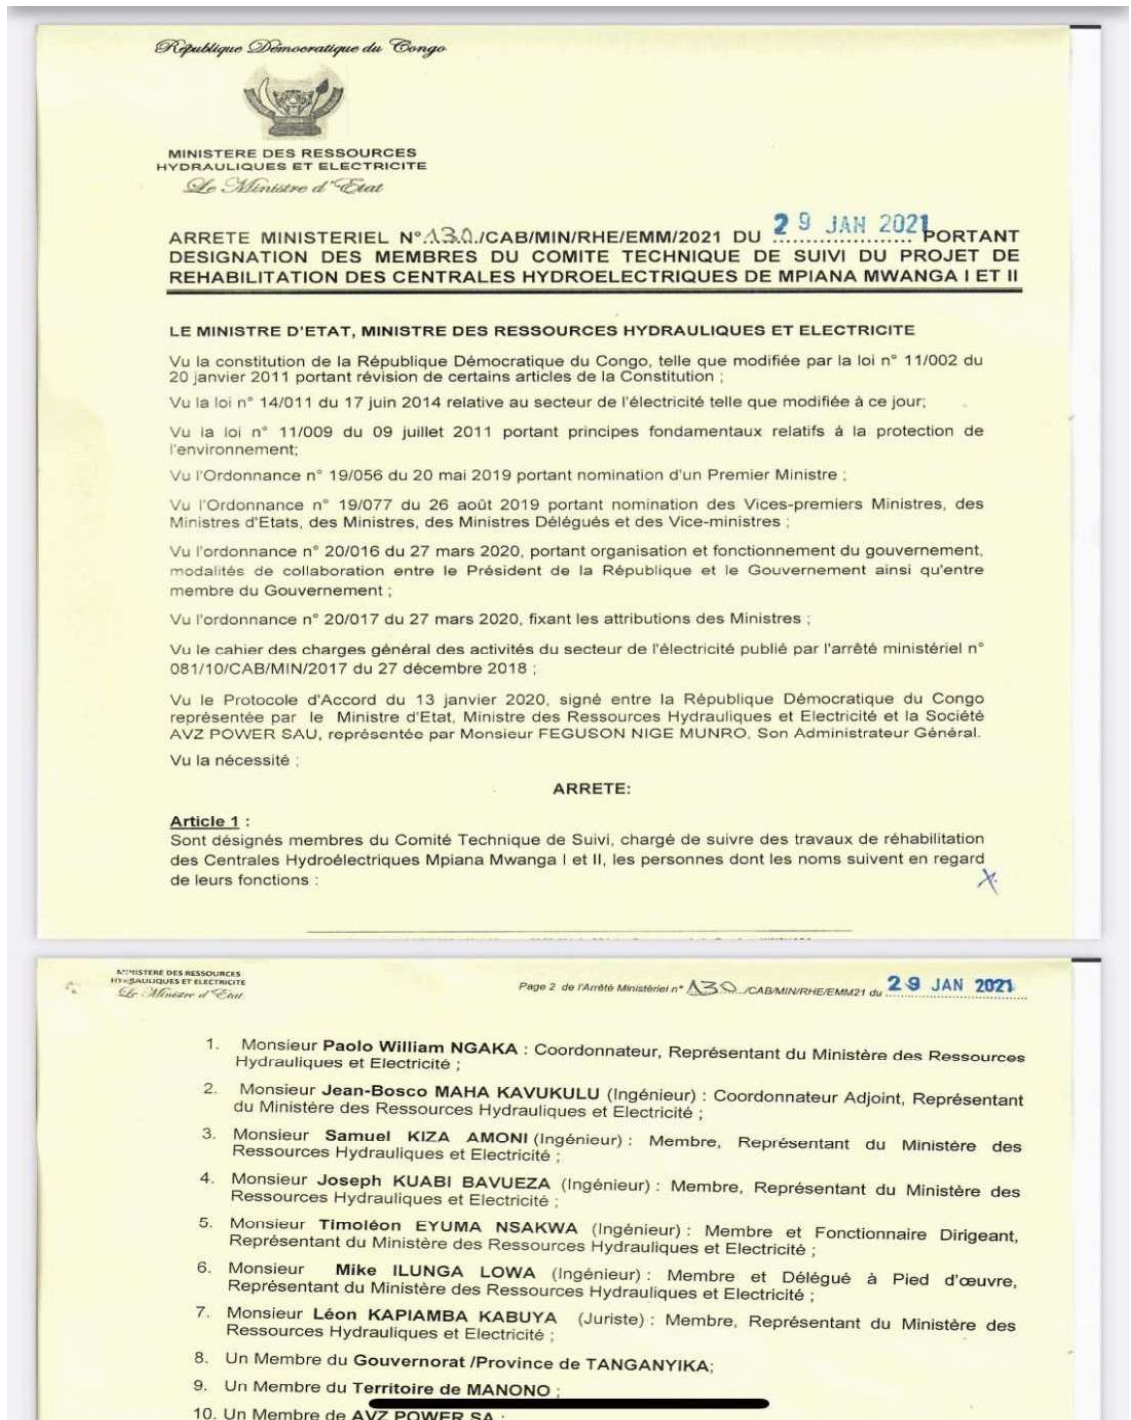 République Démocratique du Congo
MINISTERE DES RESSOURCES
HYDRAULIQUES ET ELECTRICITE
Le Ministre d'Etat
ARRETE MINISTERIEL N° 130./CAB/MIN/RHE/EMM/2021 DU 29 JAN 2021 PORTANT
DESIGNATION DES MEMBRES DU COMITE TECHNIQUE DE SUIVI DU PROJET DE
REHABILITATION DES CENTRALES HYDROELECTRIQUES DE MPIANA MWANGA I ET II
LE MINISTRE D'ETAT, MINISTRE DES RESSOURCES HYDRAULIQUES ET ELECTRICITE
Vu la constitution de la République Démocratique du Congo, telle que modifiée par la loi n° 11/002 du
20 janvier 2011 portant révision de certains articles de la Constitution ;
Vu la loi n° 14/011 du 17 juin 2014 relative au secteur de l'électricité telle que modifiée à ce jour;
Vu la loi n° 11/009 du 09 juillet 2011 portant principes fondamentaux relatifs à la protection de
l'environnement;
Vu l'Ordonnance n° 19/056 du 20 mai 2019 portant nomination d'un Premier Ministre ;
Vu l'Ordonnance n° 19/077 du 26 août 2019 portant nomination des Vices-premiers Ministres, des
Ministres d'Etats, des Ministres, des Ministres Délégués et des Vice-ministres ;
Vu l'ordonnance n° 20/016 du 27 mars 2020, portant organisation et fonctionnement du gouvernement,
modalités de collaboration entre le Président de la République et le Gouvernement ainsi qu'entre
membre du Gouvernement ;
Vu l'ordonnance n° 20/017 du 27 mars 2020, fixant les attributions des Ministres ;
Vu le cahier des charges général des activités du secteur de l'électricité publié par l'arrêté ministériel n°
081/10/CAB/MIN/2017 du 27 décembre 2018 ;
Vu le Protocole d'Accord du 13 janvier 2020, signé entre la République Démocratique du Congo
représentée par le Ministre d'Etat, Ministre des Ressources Hydrauliques et Electricité et la Société
AVZ POWER SAU, représentée par Monsieur FEGUSON NIGE MUNRO, Son Administrateur Général.
Vu la nécessité ;
ARRETE:
Article 1 :
Sont désignés membres du Comité Technique de Suivi, chargé de suivre des travaux de réhabilitation
des Centrales Hydroélectriques Mpiana Mwanga I et II, les personnes dont les noms suivent en regard
de leurs fonctions :
MINISTERE DES RESSOURCES
HYDRAULIQUES ET ELECTRICITE
Le Ministre d'Etat
Page 2 de l'Arrêté Ministériel n° 130../CAB/MIN/RHE/EMM21 du 29 JAN 2021
1. Monsieur Paolo William NGAKA : Coordonnateur, Représentant du Ministère des Ressources
Hydrauliques et Electricité ;
2. Monsieur Jean-Bosco MAHA KAVUKULU (Ingénieur) : Coordonnateur Adjoint, Représentant
du Ministère des Ressources Hydrauliques et Electricité ;
3. Monsieur Samuel KIZA AMONI (Ingénieur) : Membre, Représentant du Ministère des
Ressources Hydrauliques et Electricité ;
4. Monsieur Joseph KUABI BAVUEZA (Ingénieur) : Membre, Représentant du Ministère des
Ressources Hydrauliques et Electricité ;
5. Monsieur Timoléon EYUMA NSAKWA (Ingénieur) : Membre et Fonctionnaire Dirigeant,
Représentant du Ministère des Ressources Hydrauliques et Electricité ;
6. Monsieur Mike ILUNGA LOWA (Ingénieur) : Membre et Délégué à Pied d'œuvre,
Représentant du Ministère des Ressources Hydrauliques et Electricité ;
7. Monsieur Léon KAPIAMBA KABUYA (Juriste) : Membre, Représentant du Ministère des
Ressources Hydrauliques et Electricité ;
8. Un Membre du Gouvernorat /Province de TANGANYIKA;
9. Un Membre du Territoire de MANONO ;
10. Un Membre de AVZ POWER SA ;